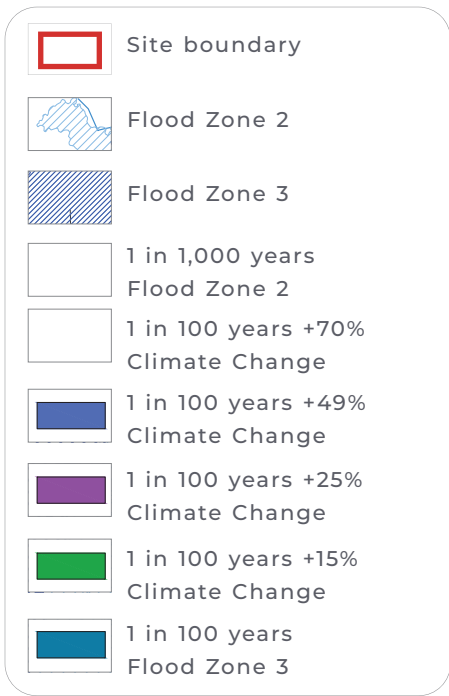 Site boundary
Flood Zone 2
Flood Zone 3
1 in 1,000 years
Flood Zone 2
1 in 100 years +70%
Climate Change
1 in 100 years +49%
Climate Change
1 in 100 years +25%
Climate Change
1 in 100 years +15%
Climate Change
1 in 100 years
Flood Zone 3